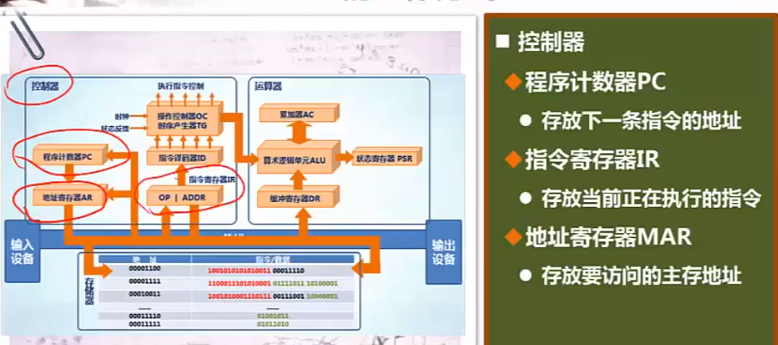 控制器
执行指令控制
运算器
时钟
状态反馈
操作控制器OC
时序产生器TG
累加器AC
程序计数器PC
指令译码器ID
算术逻辑单元ALU
状态寄存器 PSR
指令寄存器IR
地址寄存器AR
OP | ADDR
缓冲寄存器DR
输入
设备
输出
设备
存储器
地 址
指令/数据
00001100
1001010101010011 00011110
00001111
1100011101010001 01111011 10100001
00010011
1001010001110111 00111001 10000001
......
......
00011110
01001011
00011111
01011010
■ 控制器
◆程序计数器PC
● 存放下一条指令的地址
◆指令寄存器IR
● 存放当前正在执行的指令
◆地址寄存器MAR
● 存放要访问的主存地址